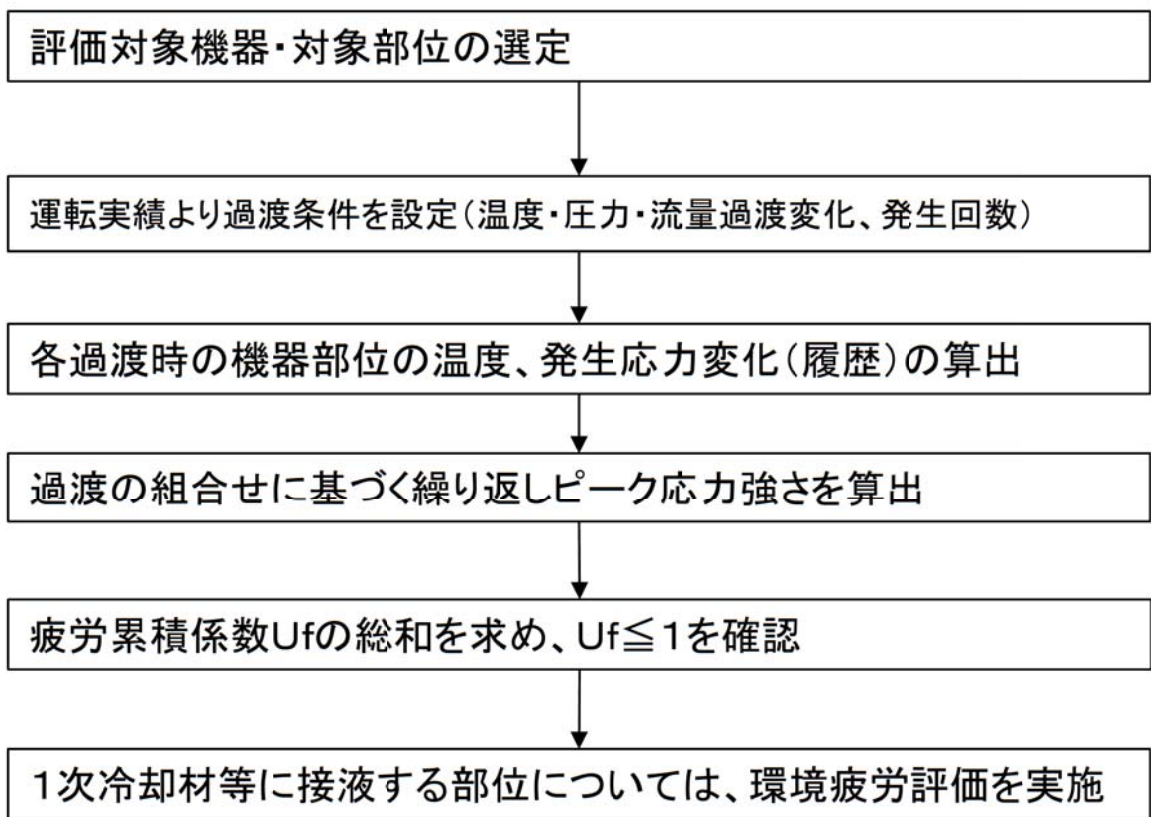 評価対象機器・対象部位の選定
運転実績より過渡条件を設定（温度・圧力・流量過渡変化、発生回数）
各過渡時の機器部位の温度、発生応力変化（履歴）の算出
過渡の組合せに基づく繰り返しピーク応力強さを算出
疲労累積係数Ufの総和を求め、Uf≦１を確認
１次冷却材等に接液する部位については、環境疲労評価を実施